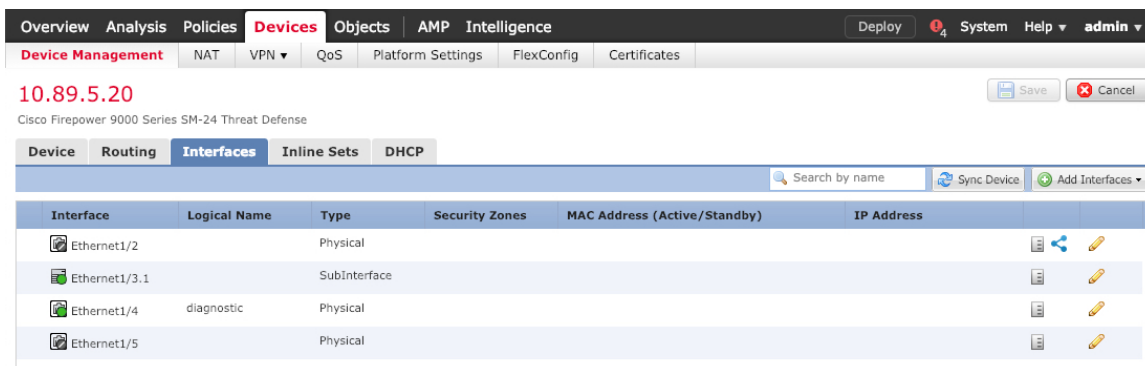 Overview Analysis Policies Devices Objects AMP Intelligence Deploy 4 System Help admin
Device Management NAT VPN QoS Platform Settings FlexConfig Certificates
10.89.5.20
Save Cancel
Cisco Firepower 9000 Series SM-24 Threat Defense
Device Routing Interfaces Inline Sets DHCP
Search by name Sync Device Add Interfaces
Interface Logical Name Type Security Zones MAC Address (Active/Standby) IP Address
Ethernet1/2 Physical
Ethernet1/3.1 SubInterface
Ethernet1/4 diagnostic Physical
Ethernet1/5 Physical